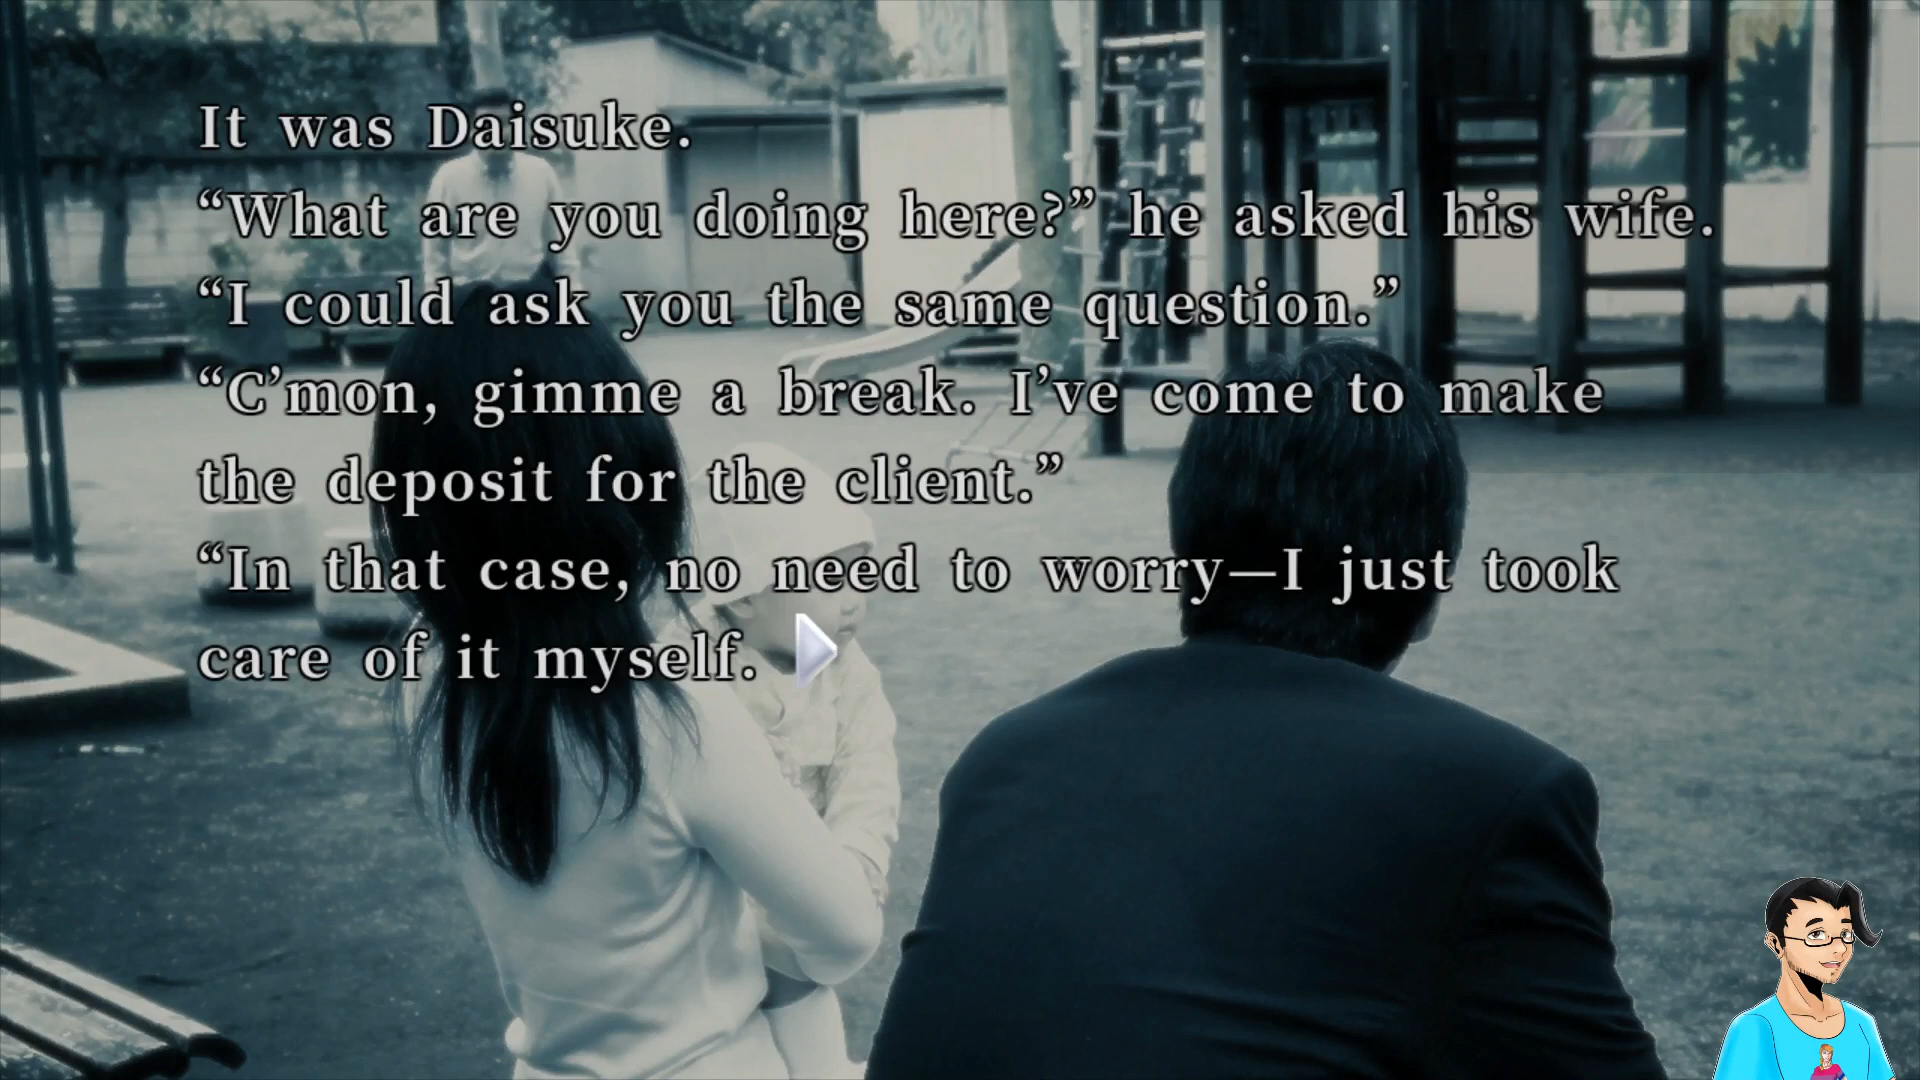 It was Daisuke.
“What are you doing here?” he asked his wife.
“I could ask you the same question.”
“C’mon, gimme a break. I’ve come to make
the deposit for the client.”
“In that case, no need to worry—I just took
care of it myself.